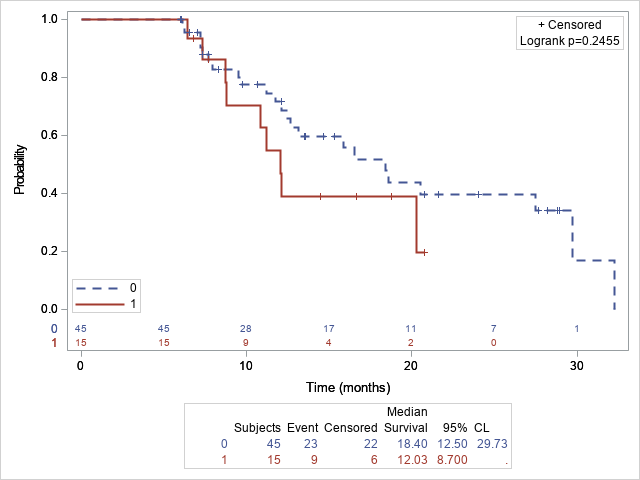 1.0
+ Censored
Logrank p=0.2455
0.8
0.6
Probability
0.4
0.2
0
1
0.0
0 45 45 28 17 11 7 1
1 15 15 9 4 2 0
0 10 20 30
Time (months)
Median
Subjects Event Censored Survival 95% CL
0 45 23 22 18.40 12.50 29.73
1 15 9 6 12.03 8.700 .